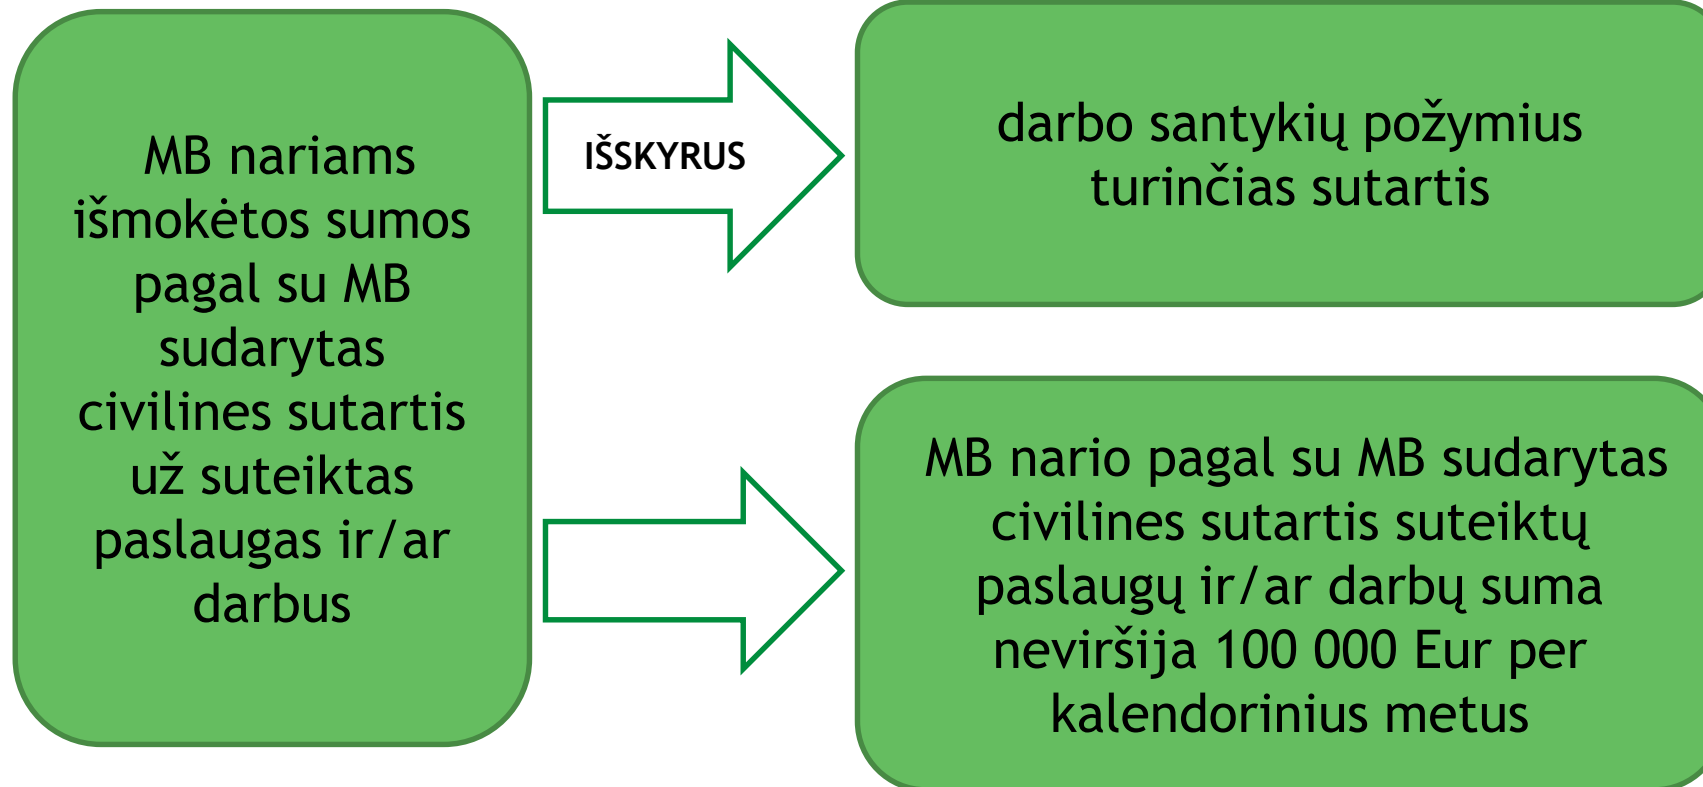 MB nariams
išmokėtos sumos
pagal su MB
sudarytas
civilines sutartis
už suteiktas
paslaugas ir/ar
darbus
IŠSKYRUS
darbo santykių požymius
turinčias sutartis
MB nario pagal su MB sudarytas
civilines sutartis suteiktų
paslaugų ir/ar darbų suma
neviršija 100 000 Eur per
kalendorinius metus